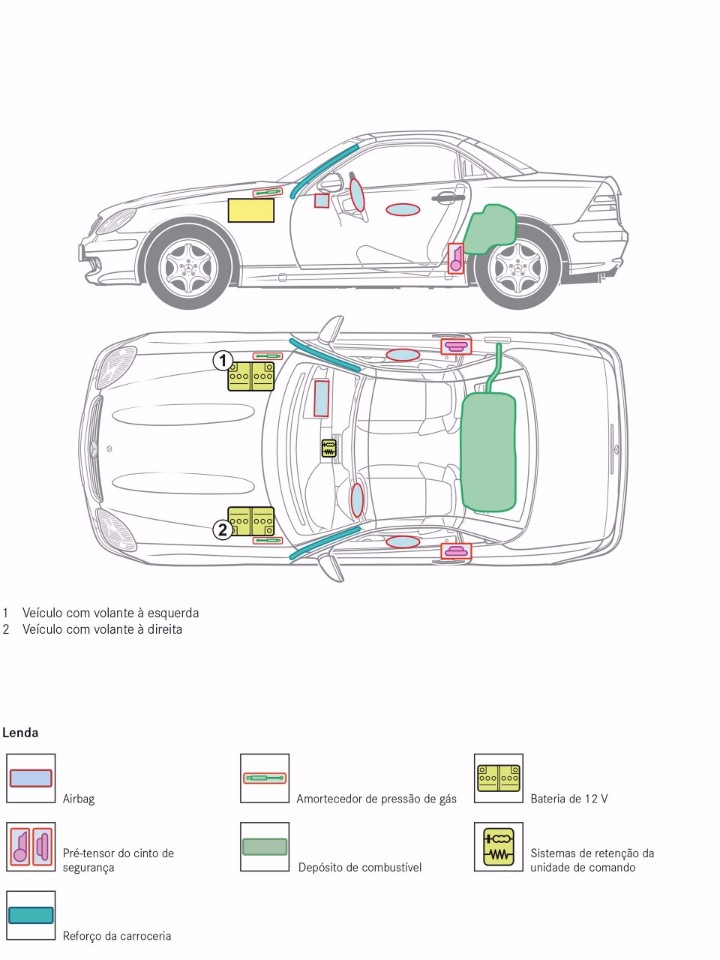 1
2
1 Veículo com volante à esquerda
2 Veículo com volante à direita
Lenda
Airbag
Amortecedor de pressão de gás
Bateria de 12 V
Pré-tensor do cinto de
segurança
Depósito de combustível
Sistemas de retenção da
unidade de comando
Reforço da carroceria